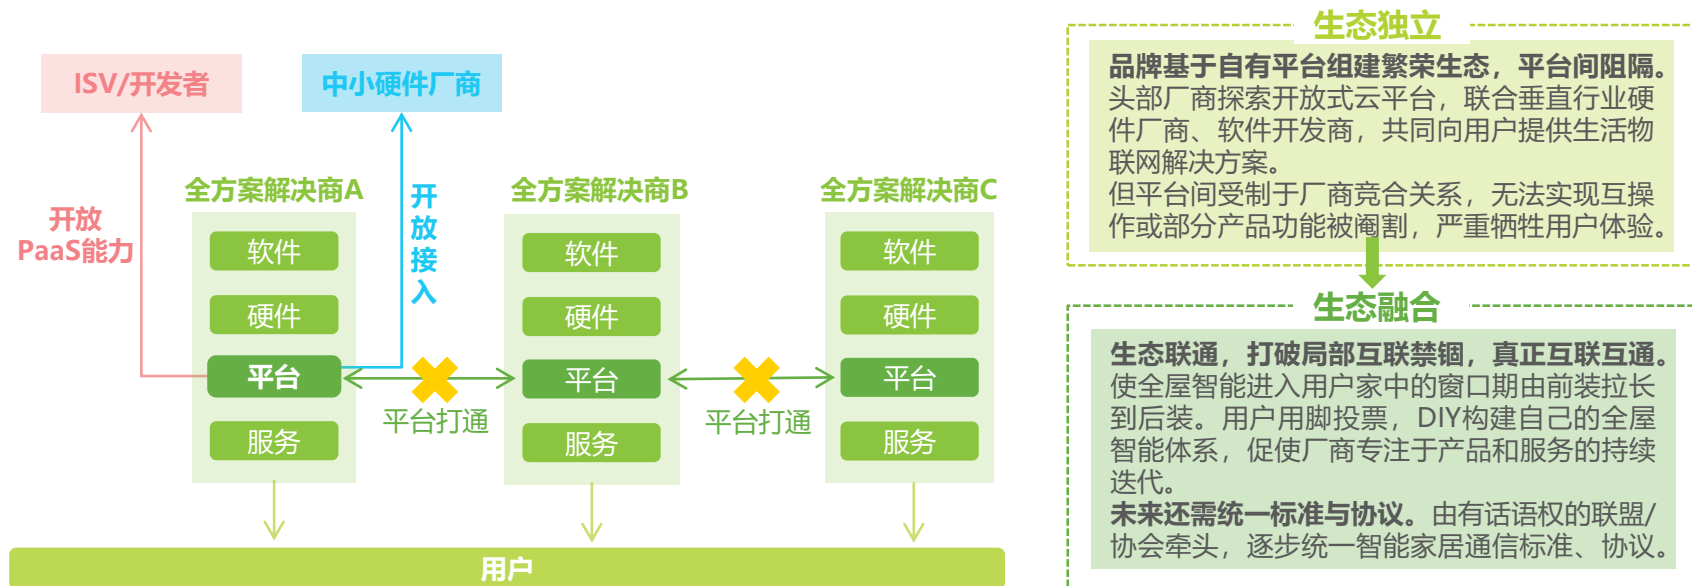 ISV/开发者
中小硬件厂商
开放
PaaS能力
开放接入
全方案解决商A
软件
硬件
平台
服务
全方案解决商B
软件
硬件
平台
服务
全方案解决商C
软件
硬件
平台
服务
平台打通
平台打通
用户
生态独立
品牌基于自有平台组建繁荣生态，平台间阻隔。
头部厂商探索开放式云平台，联合垂直行业硬
件厂商、软件开发商，共同向用户提供生活物
联网解决方案。
但平台间受制于厂商竞合关系，无法实现互操
作或部分产品功能被阉割，严重牺牲用户体验。
生态融合
生态联通，打破局部互联禁锢，真正互联互通。
使全屋智能进入用户家中的窗口期由前装拉长
到后装。用户用脚投票，DIY构建自己的全屋
智能体系，促使厂商专注于产品和服务的持续
迭代。
未来还需统一标准与协议。由有话语权的联盟/
协会牵头，逐步统一智能家居通信标准、协议。